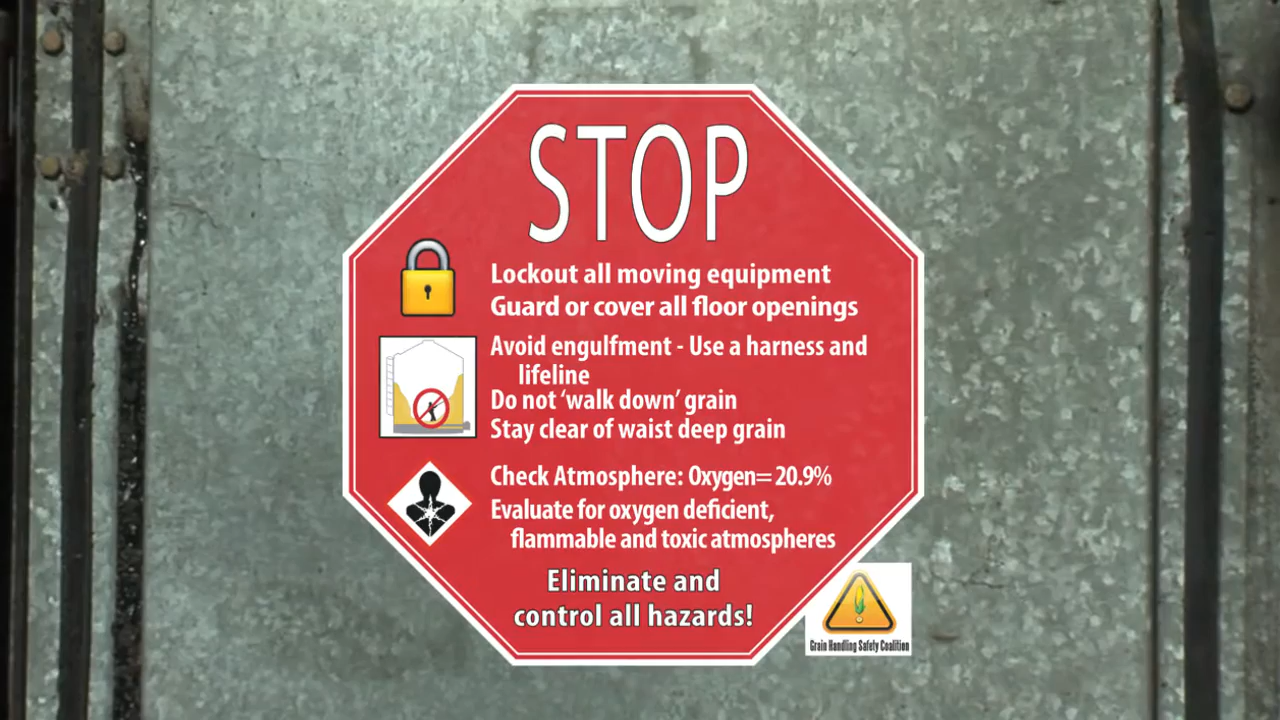 STOP
Lockout all moving equipment
Guard or cover all floor openings
Avoid engulfment - Use a harness and
lifeline
Do not ‘walk down’ grain
Stay clear of waist deep grain
Check Atmosphere: Oxygen= 20.9%
Evaluate for oxygen deficient,
flammable and toxic atmospheres
Eliminate and
control all hazards!
Grain Handling Safety Coalition